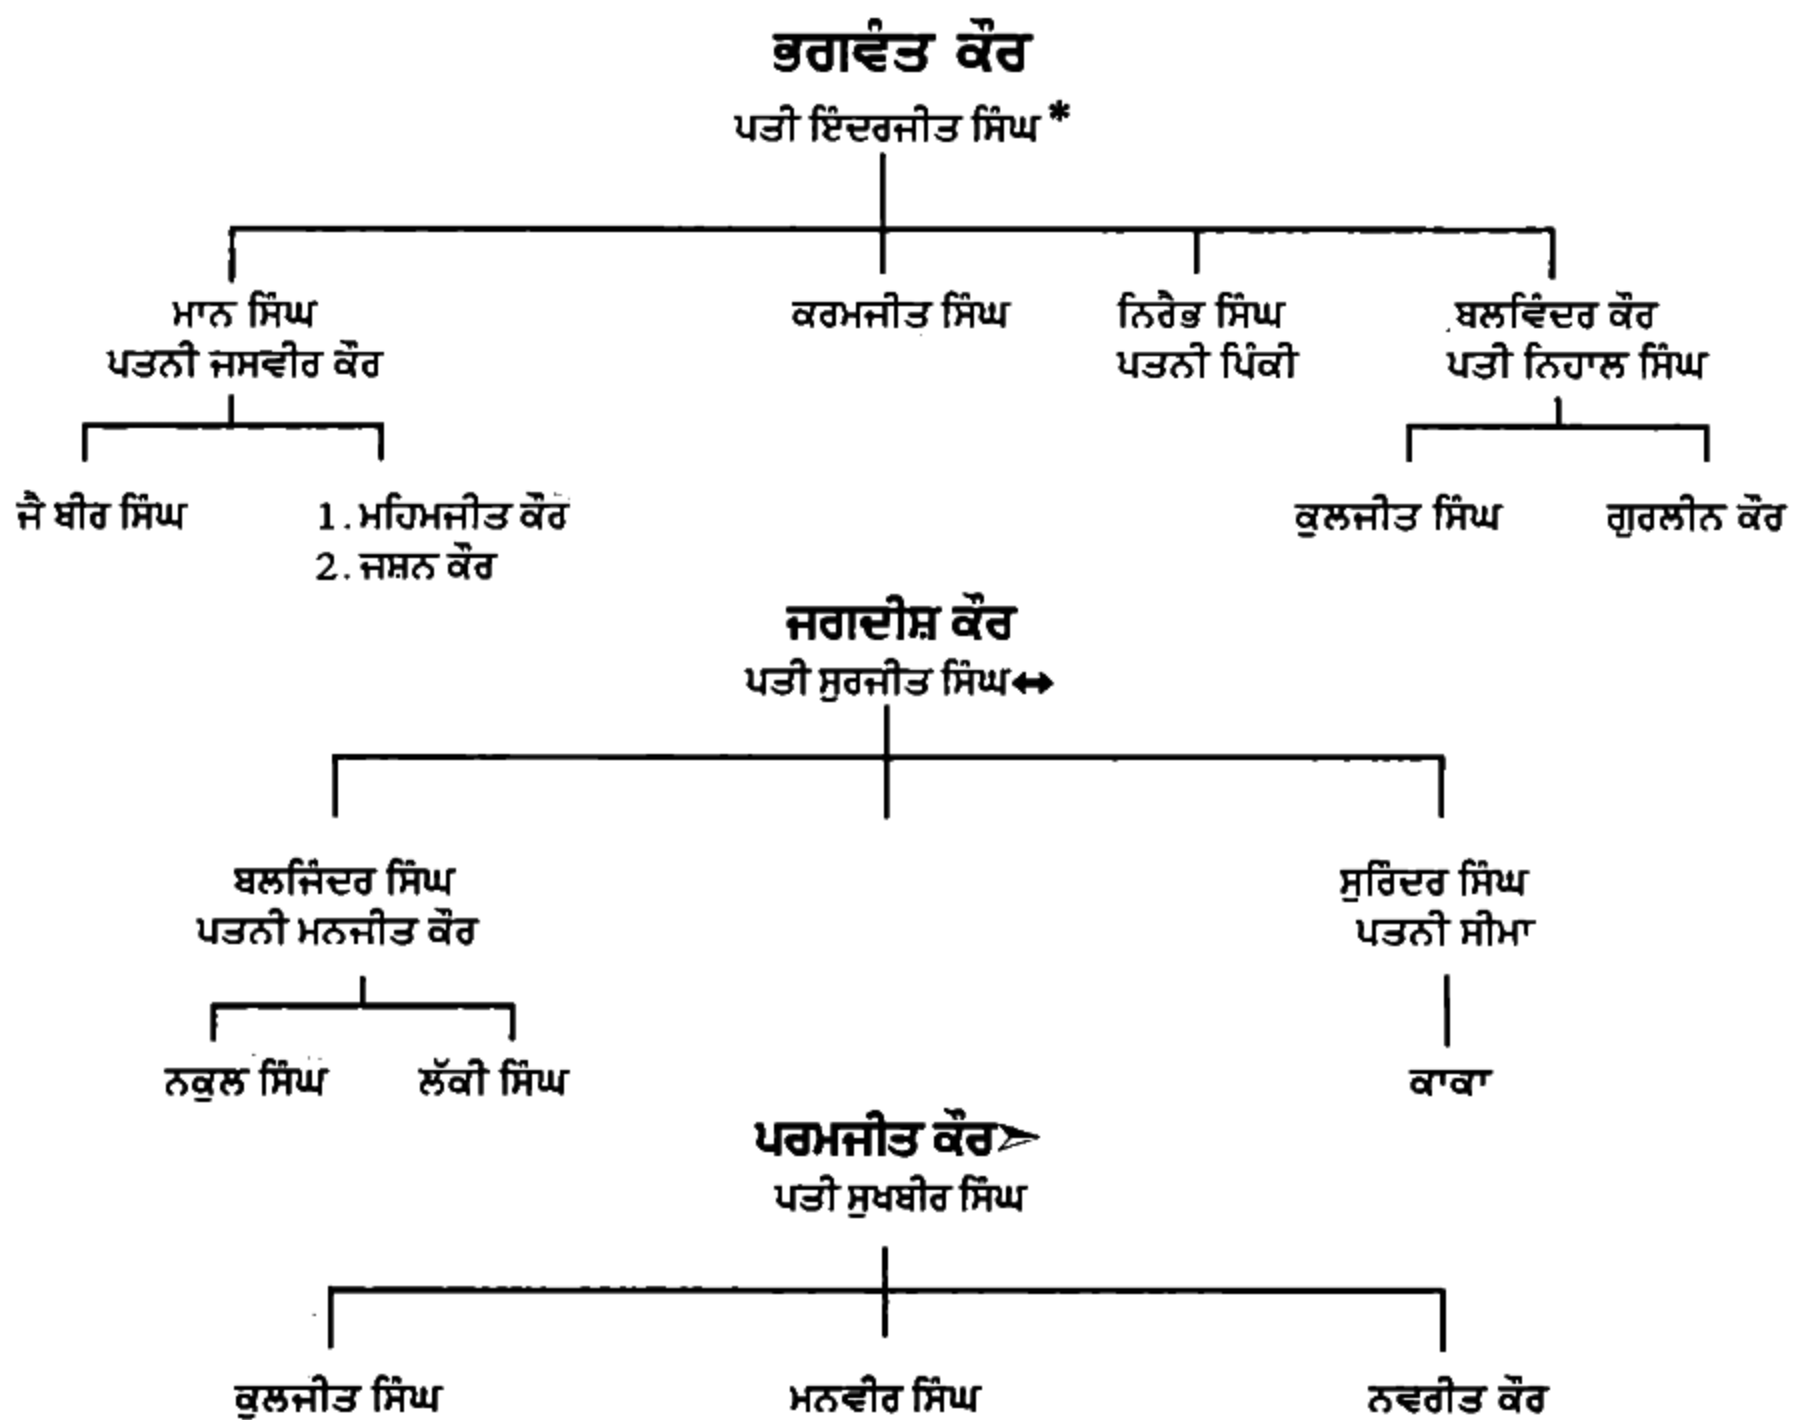 ਭਗਵੰਤ ਕੌਰ
ਪਤੀ ਇੰਦਰਜੀਤ ਸਿੰਘ *
ਮਾਨ ਸਿੰਘ ਕਰਮਜੀਤ ਸਿੰਘ ਨਿਰੈਭ ਸਿੰਘ ਬਲਵਿੰਦਰ ਕੌਰ
ਪਤਨੀ ਜਸਵੀਰ ਕੌਰ ਪਤਨੀ ਪਿੰਕੀ ਪਤੀ ਨਿਹਾਲ ਸਿੰਘ
ਜੈ ਬੀਰ ਸਿੰਘ 1. ਮਹਿਮਜੀਤ ਕੌਰ ਕੁਲਜੀਤ ਸਿੰਘ ਗੁਰਲੀਨ ਕੌਰ
2. ਜਸ਼ਨ ਕੌਰ
ਜਗਦੀਸ਼ ਕੌਰ
ਪਤੀ ਸੁਰਜੀਤ ਸਿੰਘ↔
ਬਲਜਿੰਦਰ ਸਿੰਘ ਸੁਰਿੰਦਰ ਸਿੰਘ
ਪਤਨੀ ਮਨਜੀਤ ਕੌਰ ਪਤਨੀ ਸੀਮਾ
ਨਕੁਲ ਸਿੰਘ ਲੱਕੀ ਸਿੰਘ ਕਾਕਾ
ਪਰਮਜੀਤ ਕੌਰ➢
ਪਤੀ ਸੁਖਬੀਰ ਸਿੰਘ
ਕੁਲਜੀਤ ਸਿੰਘ ਮਨਵੀਰ ਸਿੰਘ ਨਵਰੀਤ ਕੌਰ